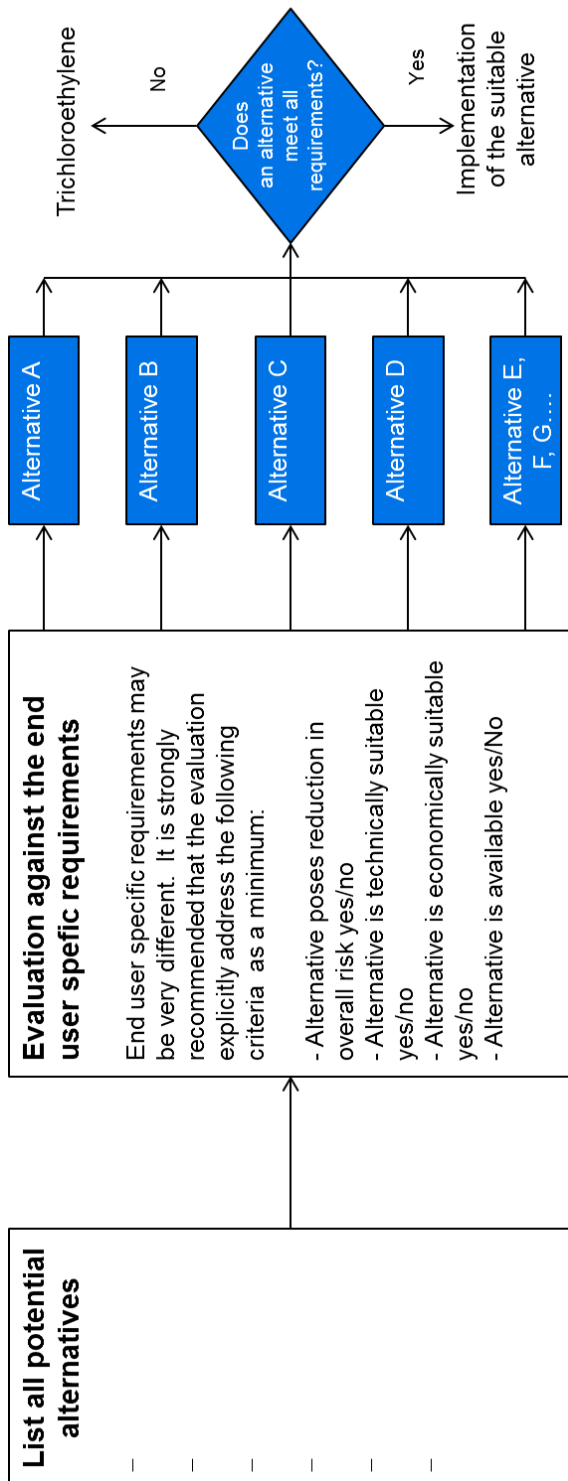 List all potential
alternatives
–
–
–
–
–
–
Evaluation against the end
user spefic requirements
End user specific requirements may
be very different.  It is strongly
recommended that the evaluation
explicitly address the following
criteria  as a minimum:
- Alternative poses reduction in
overall risk yes/no
- Alternative is technically suitable
yes/no
- Alternative is economically suitable
yes/no
- Alternative is available yes/No
Alternative A
Alternative B
Alternative C
Alternative D
Alternative E,
F, G....
Does
an alternative
meet all
requirements?
No
Trichloroethylene
Yes
Implementation
of the suitable
alternative